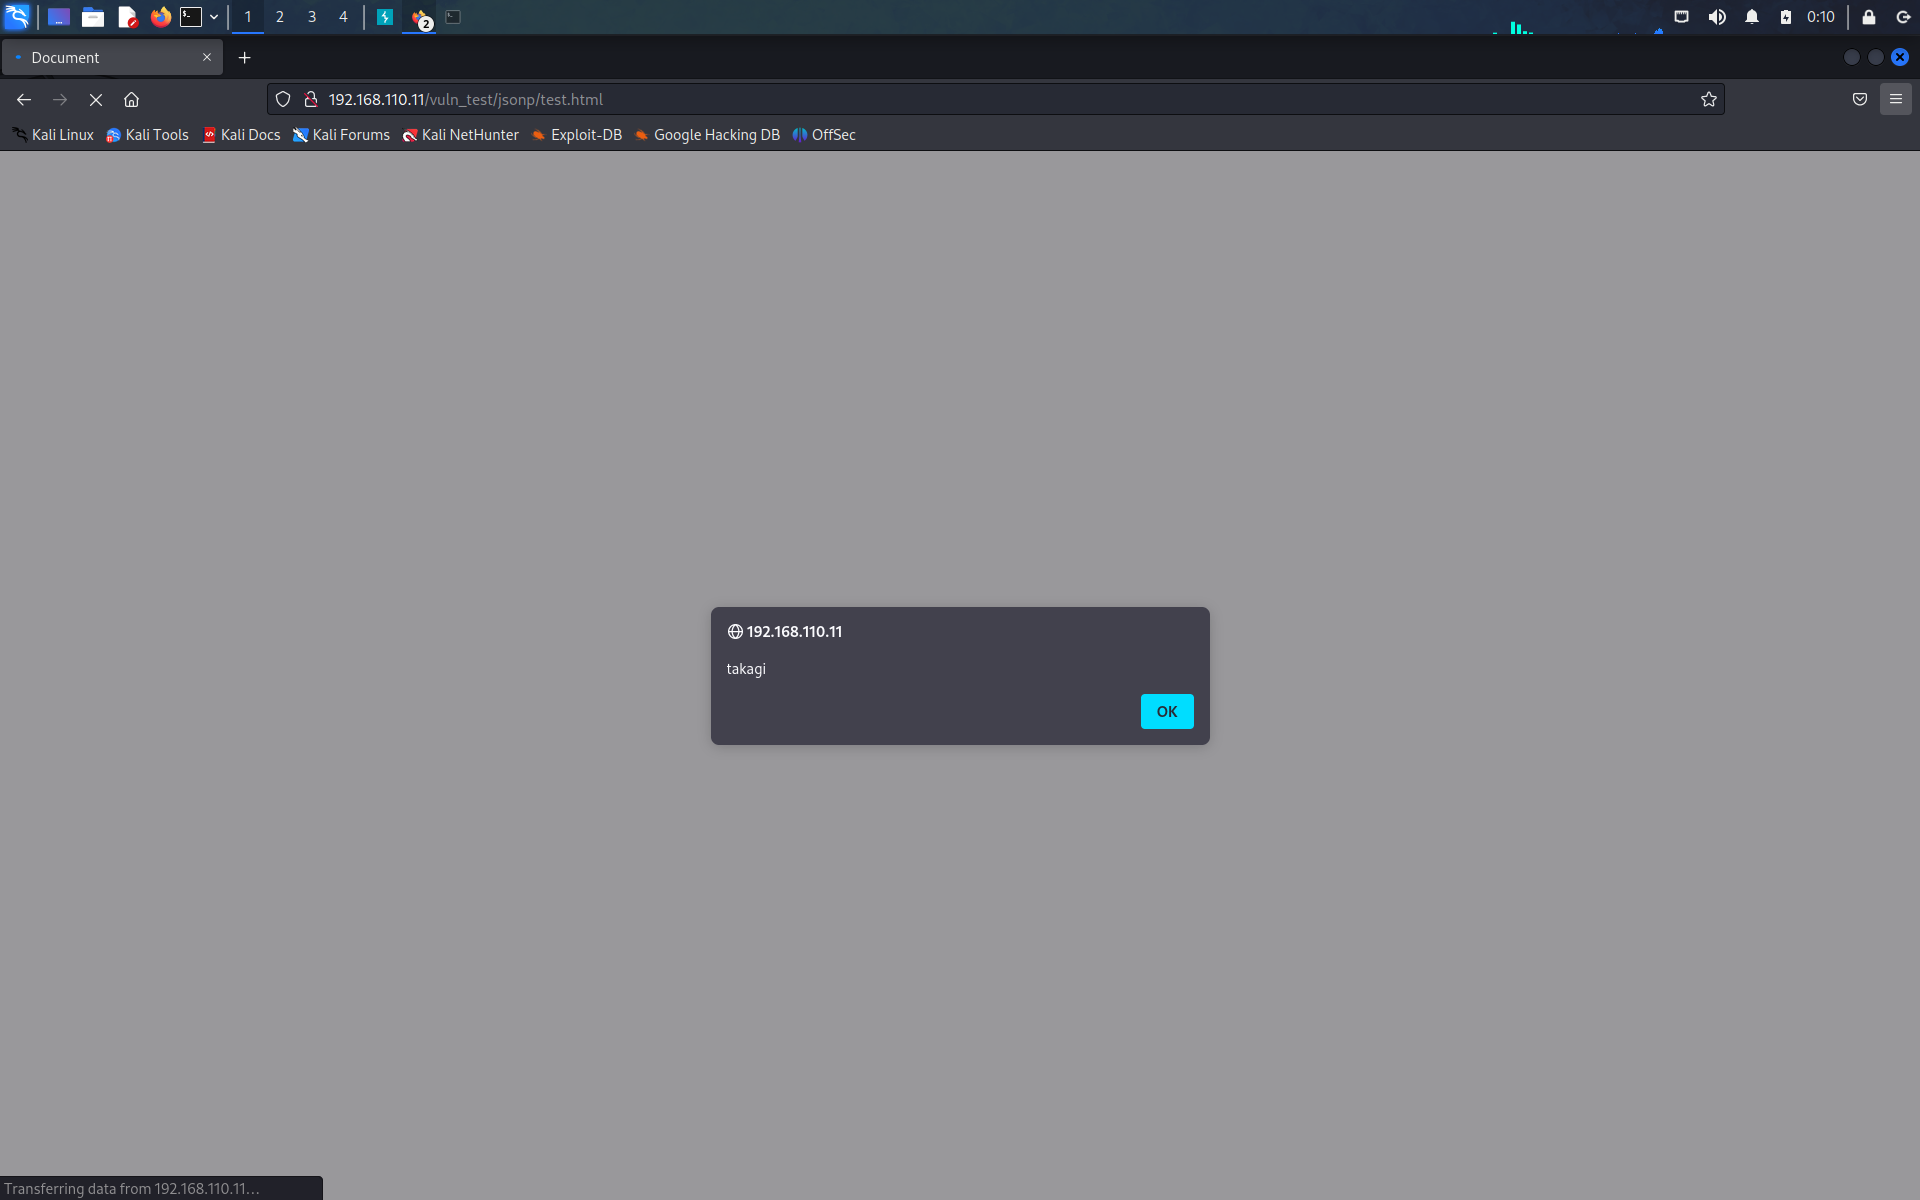 1 2 3 4 2 0:10
Document
192.168.110.11/vuln_test/jsonp/test.html
Kali Linux Kali Tools Kali Docs Kali Forums Kali NetHunter Exploit-DB Google Hacking DB OffSec
192.168.110.11
takagi
OK
Transferring data from 192.168.110.11…